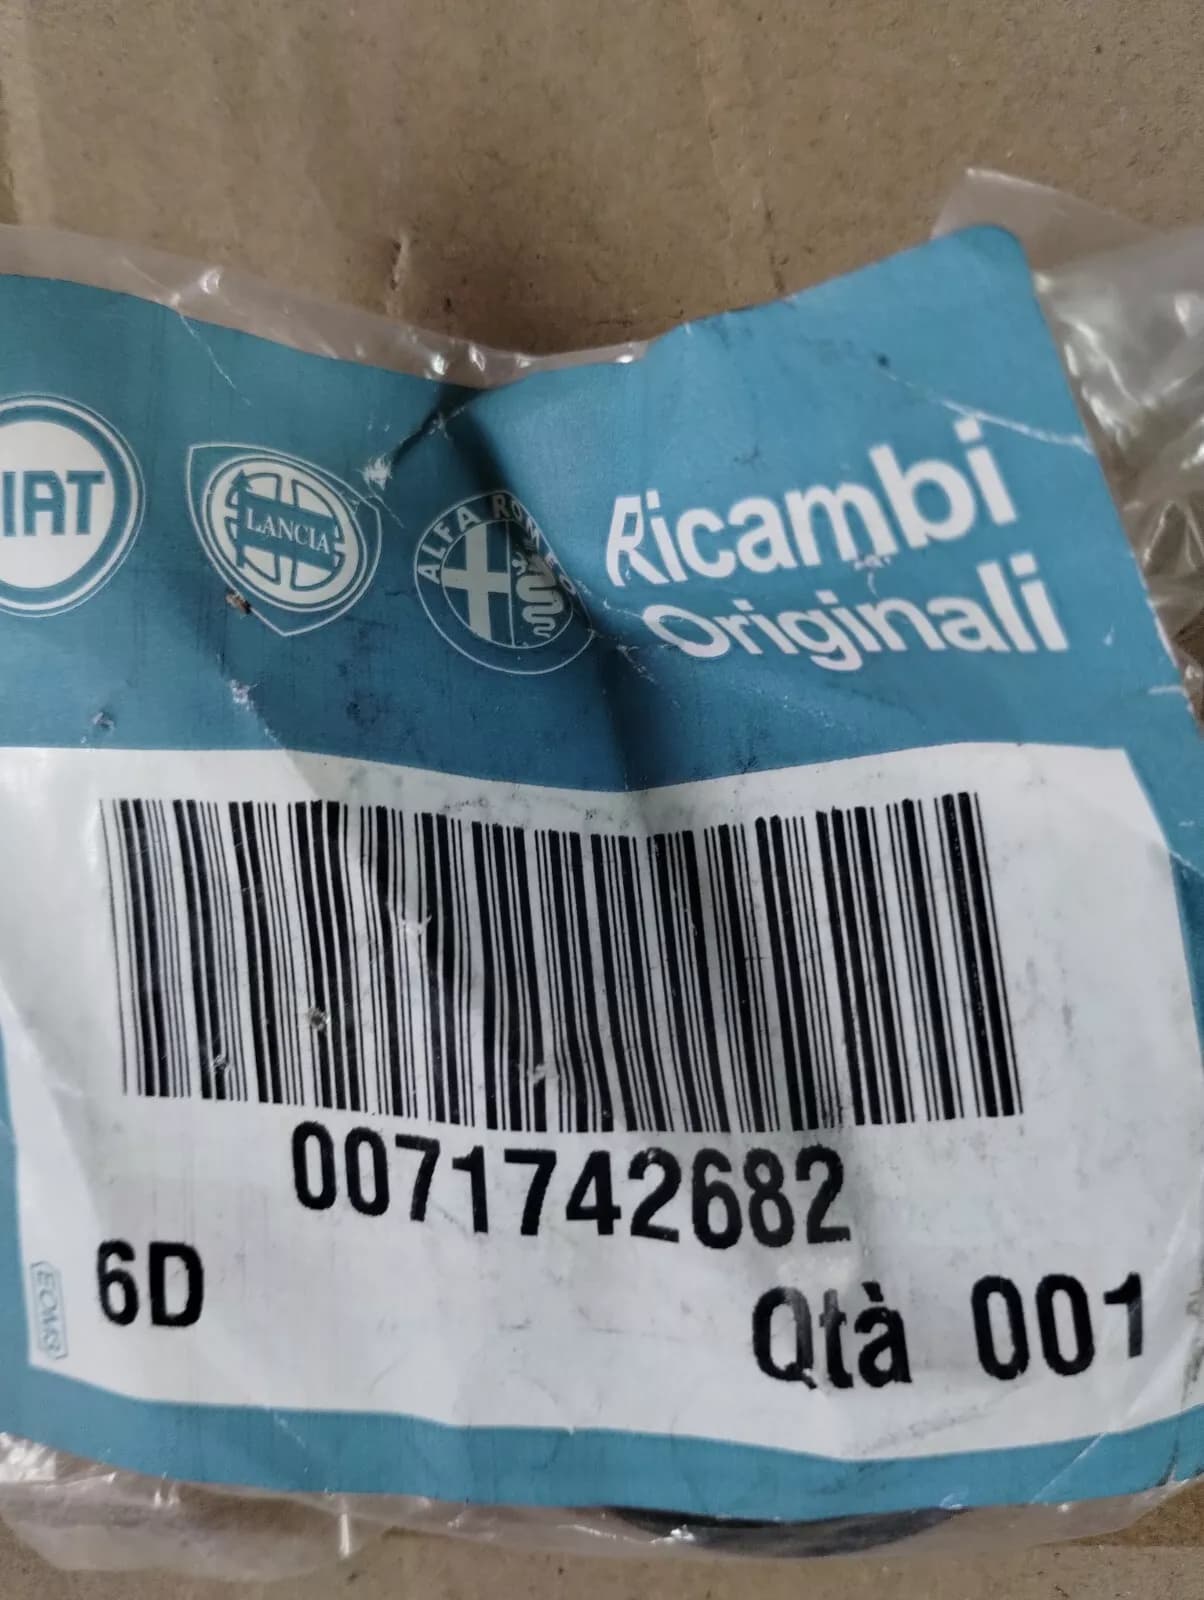 IAT
LANCIA
ALFA ROMEO
Ricambi
Originali
0071742682
6D
Qtà 001